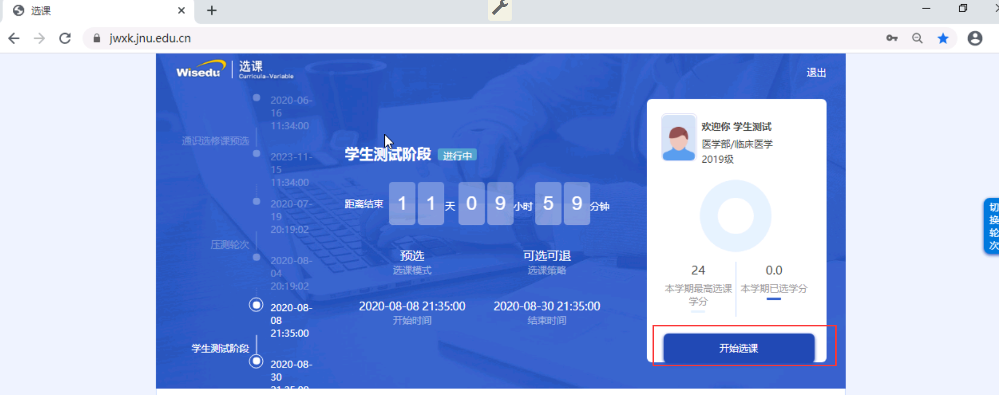 选课
jwxk.jnu.edu.cn
Wisedu
选课
Curricula-Variable
退出
2020-06-
16
11:34:00
通识选修课预选
2023-11-
15
11:34:00
2020-07-
19
20:19:02
压测轮次
2020-08-
04
20:19:02
2020-08-
08
21:35:00
学生测试阶段
2020-08-
30
21:35:00
学生测试阶段 进行中
距离结束 1 1 天 0 9 小时 5 9 分钟
预选
选课模式
可选可退
选课策略
2020-08-08 21:35:00
开始时间
2020-08-30 21:35:00
结束时间
欢迎你 学生测试
医学部/临床医学
2019级
24
本学期最高选课
学分
0.0
本学期已选学分
开始选课
切
换
轮
次